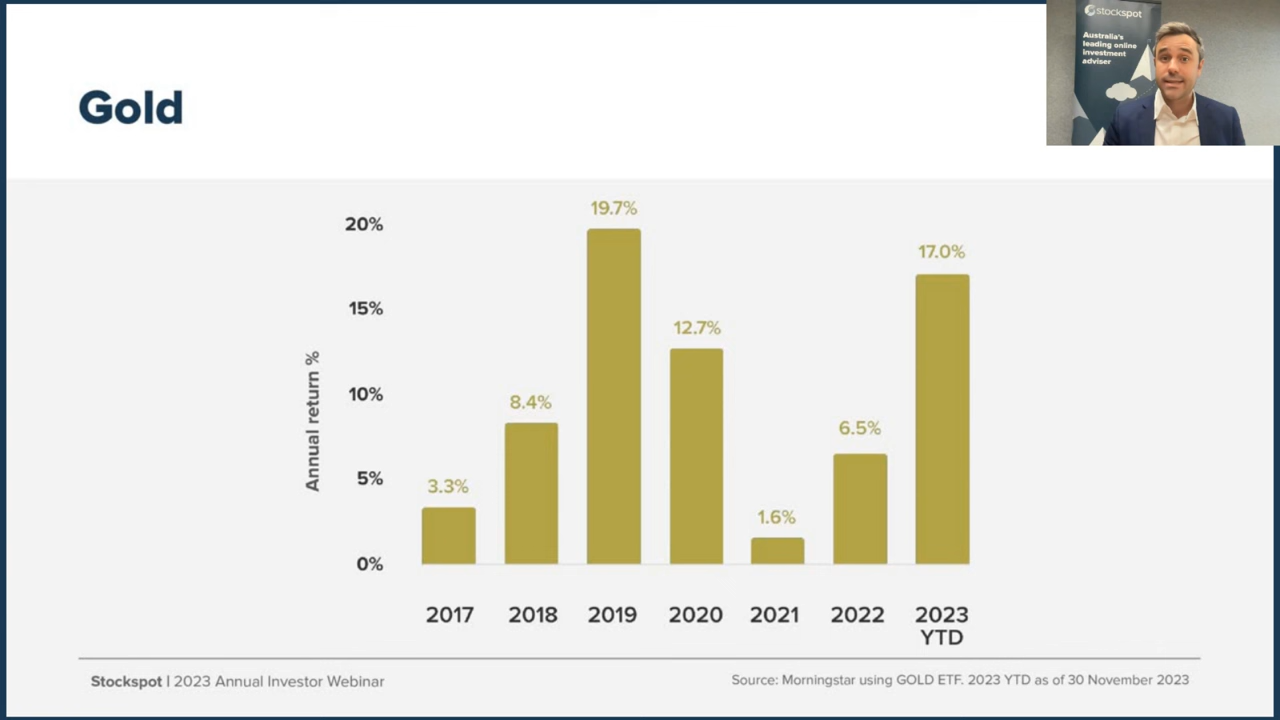 stockspot
Australia's
leading online
investment
adviser
Gold
Annual return %
20%
15%
10%
5%
0%
3.3%
8.4%
19.7%
12.7%
1.6%
6.5%
17.0%
2017
2018
2019
2020
2021
2022
2023
YTD
Stockspot | 2023 Annual Investor Webinar
Source: Morningstar using GOLD ETF. 2023 YTD as of 30 November 2023